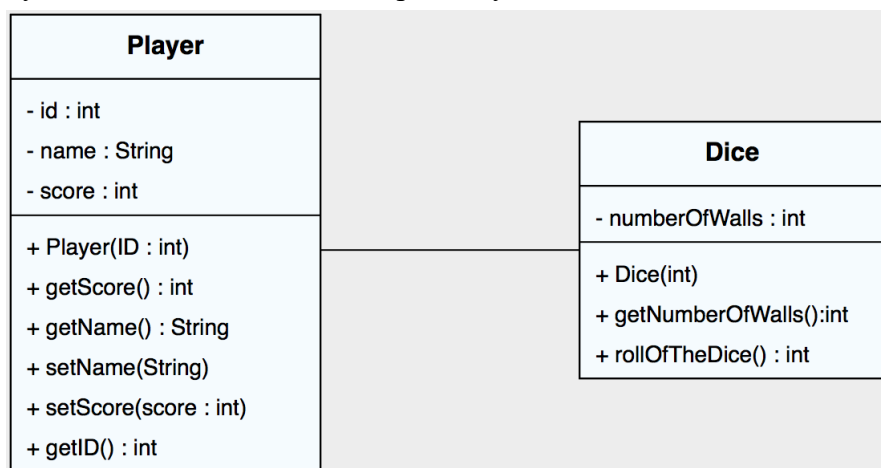 Player
- id : int
- name : String
- score : int
+ Player(ID : int)
+ getScore() : int
+ getName() : String
+ setName(String)
+ setScore(score : int)
+ getID() : int
Dice
- numberOfWalls : int
+ Dice(int)
+ getNumberOfWalls():int
+ rollOfTheDice() : int